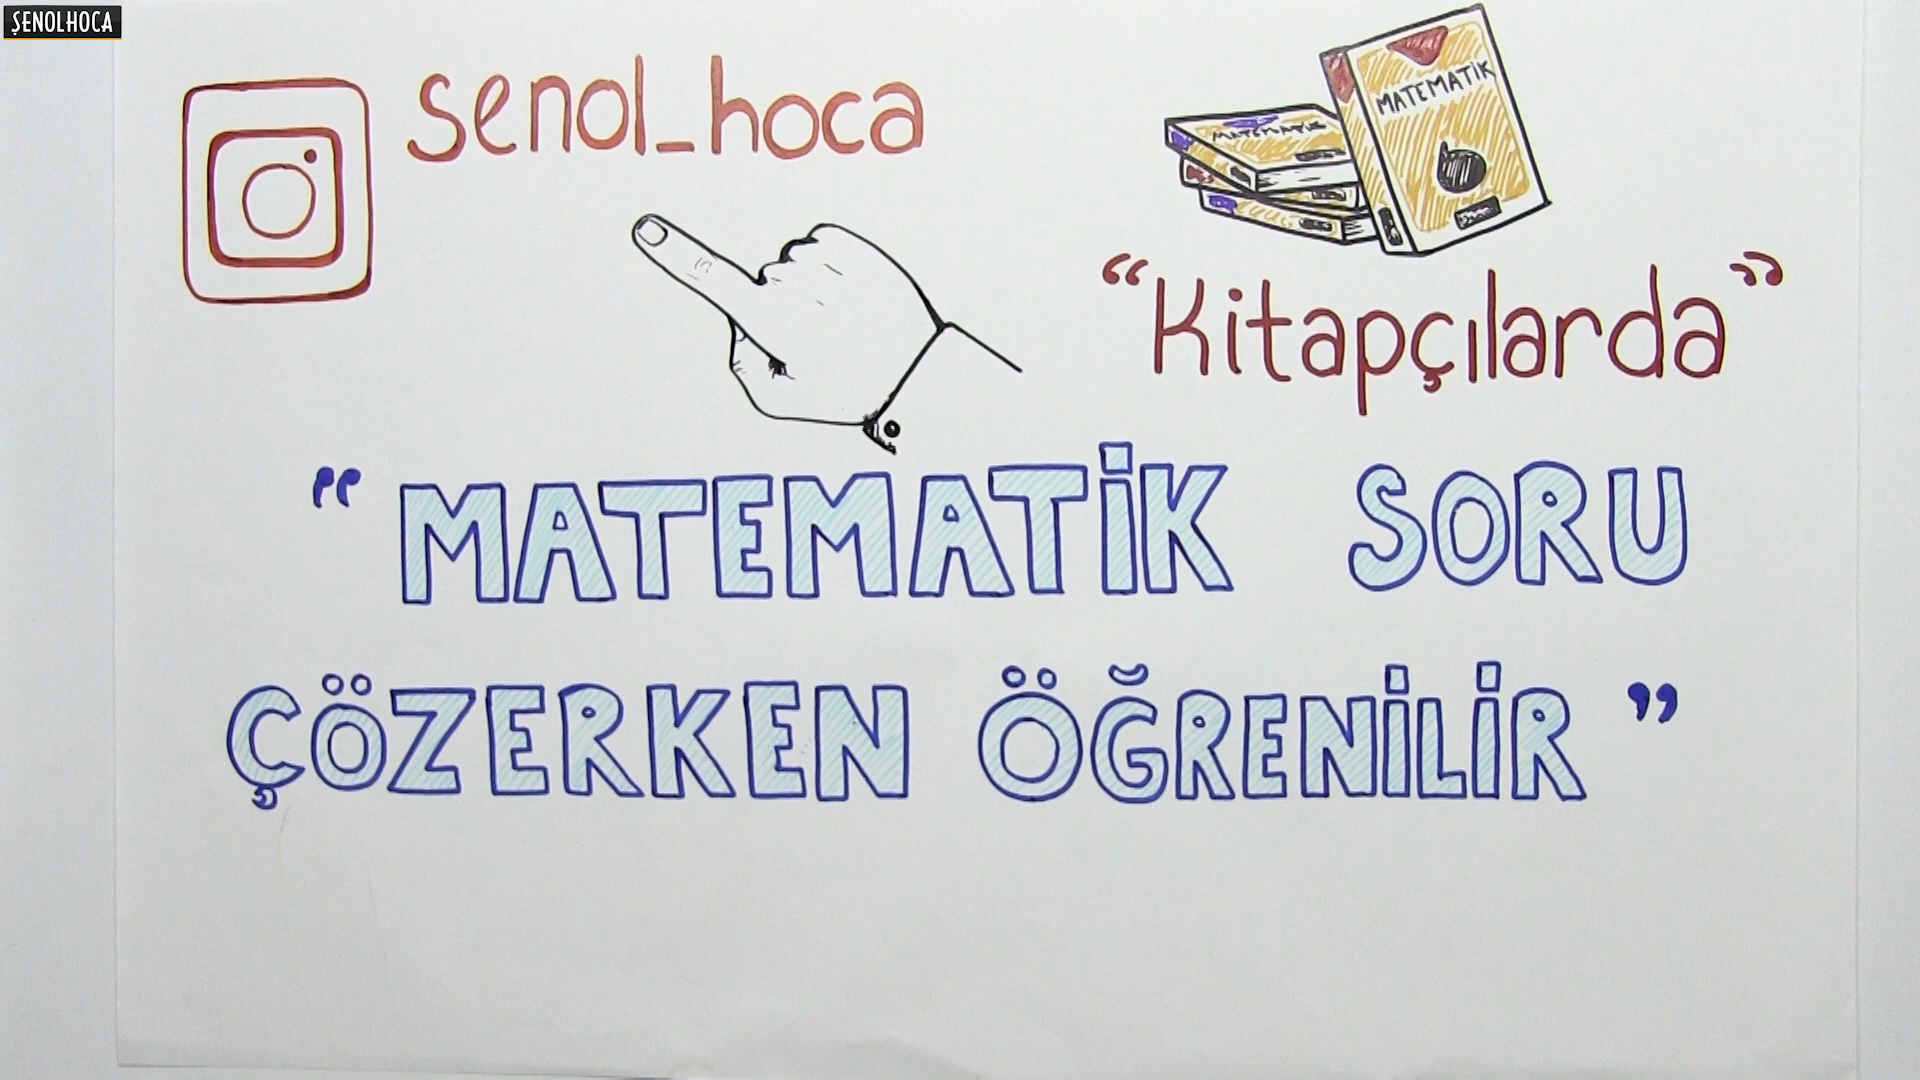 ŞENOLHOCA
senol_hoca
MATEMATİK
MATEMATİK
"Kitapçılarda"
"MATEMATİK SORU
ÇÖZERKEN ÖĞRENİLİR"